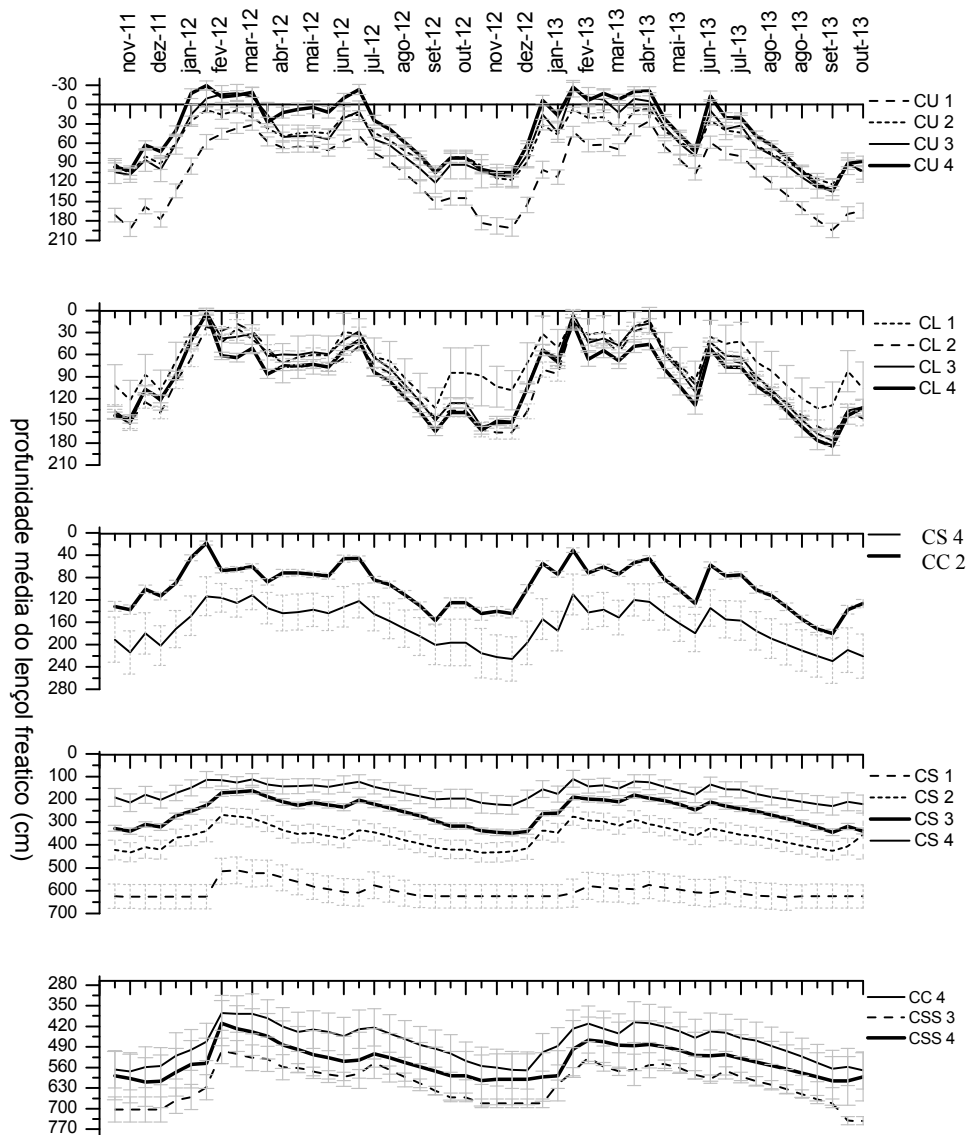 nov-11
dez-11
jan-12
fev-12
mar-12
abr-12
mai-12
jun-12
jul-12
ago-12
set-12
out-12
nov-12
dez-12
jan-13
fev-13
mar-13
abr-13
mai-13
jun-13
jul-13
ago-13
ago-13
set-13
out-13
profunidade média do lençol freatico (cm)
-30
0
30
60
90
120
150
180
210
CU 1
CU 2
CU 3
CU 4
0
30
60
90
120
150
180
210
CL 1
CL 2
CL 3
CL 4
0
40
80
120
160
200
240
280
CS 4
CC 2
0
100
200
300
400
500
600
700
CS 1
CS 2
CS 3
CS 4
280
350
420
490
560
630
700
770
CC 4
CSS 3
CSS 4